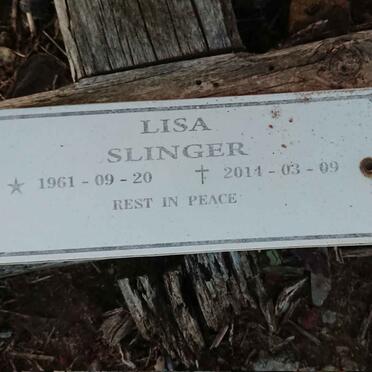 LISA
SLINGER
★ 1961 - 09 - 20 ✝ 2014 - 03 - 09
REST IN PEACE